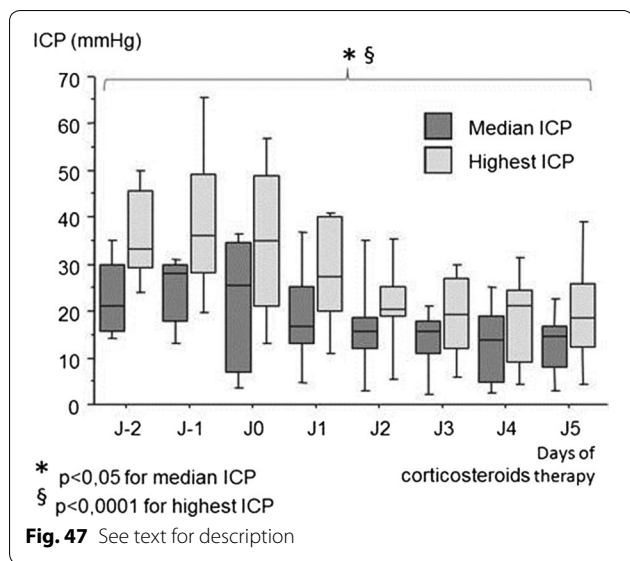 ICP (mmHg)
* §
70
60
50
40
30
20
10
0
Median ICP
Highest ICP
J-2 J-1 J0 J1 J2 J3 J4 J5
Days of
corticosteroids therapy
* p<0,05 for median ICP
§ p<0,0001 for highest ICP
Fig. 47 See text for description